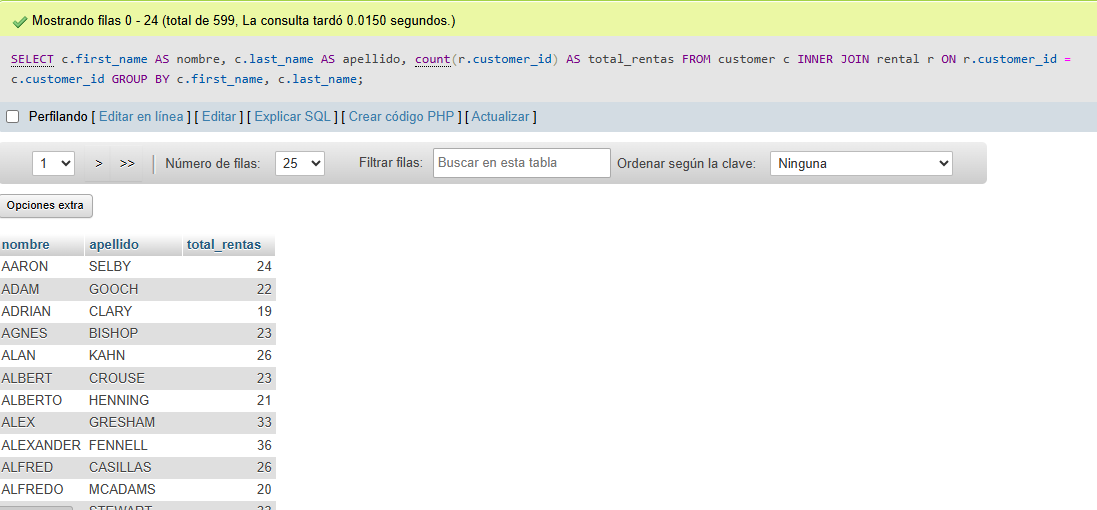 Mostrando filas 0 - 24 (total de 599, La consulta tardó 0.0150 segundos.)
SELECT c.first_name AS nombre, c.last_name AS apellido, count(r.customer_id) AS total_rentas FROM customer c INNER JOIN rental r ON r.customer_id =
c.customer_id GROUP BY c.first_name, c.last_name;
Perfilando [ Editar en línea ] [ Editar ] [ Explicar SQL ] [ Crear código PHP ] [ Actualizar ]
1 > >> Número de filas: 25 Filtrar filas: Buscar en esta tabla Ordenar según la clave: Ninguna
Opciones extra
nombre apellido total_rentas
AARON SELBY 24
ADAM GOOCH 22
ADRIAN CLARY 19
AGNES BISHOP 23
ALAN KAHN 26
ALBERT CROUSE 23
ALBERTO HENNING 21
ALEX GRESHAM 33
ALEXANDER FENNELL 36
ALFRED CASILLAS 26
ALFREDO MCADAMS 20
STEWART